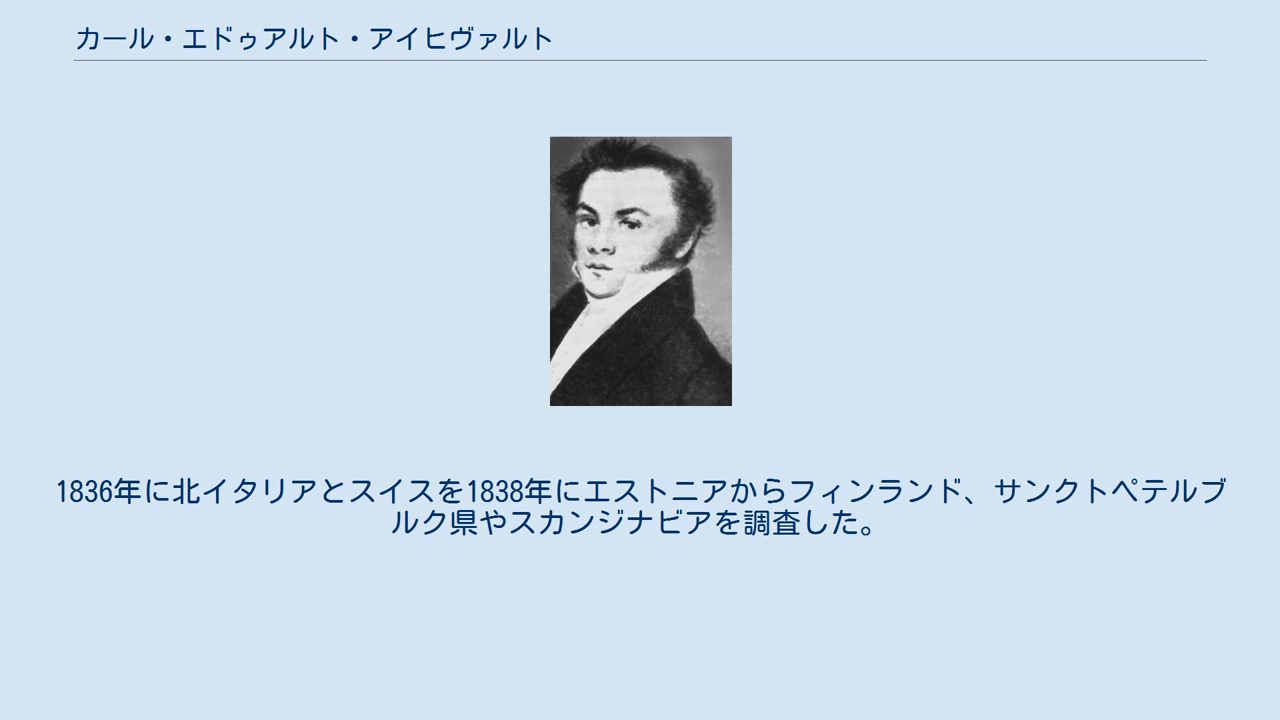 カール・エドゥアルト・アイヒヴァルト
1836年に北イタリアとスイスを1838年にエストニアからフィンランド、サンクトペテルブ
ルク県やスカンジナビアを調査した。